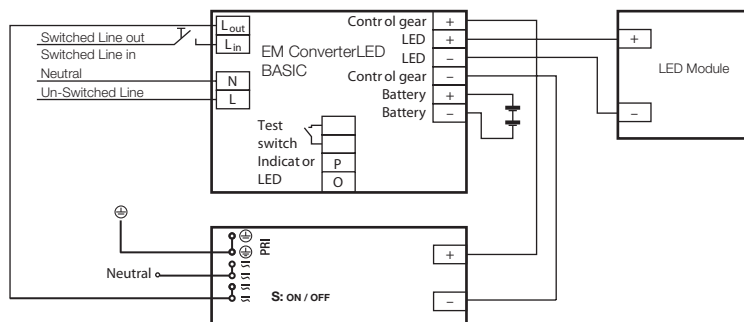 Switched Line out
Switched Line in
Neutral
Un-Switched Line
Lout
Lin
N
L
EM ConverterLED
BASIC
Test
switch
Indicator
LED
P
O
Control gear +
LED +
LED –
Control gear –
Battery +
Battery –
+
–
LED Module
Neutral
PRI
S: ON / OFF
+
–